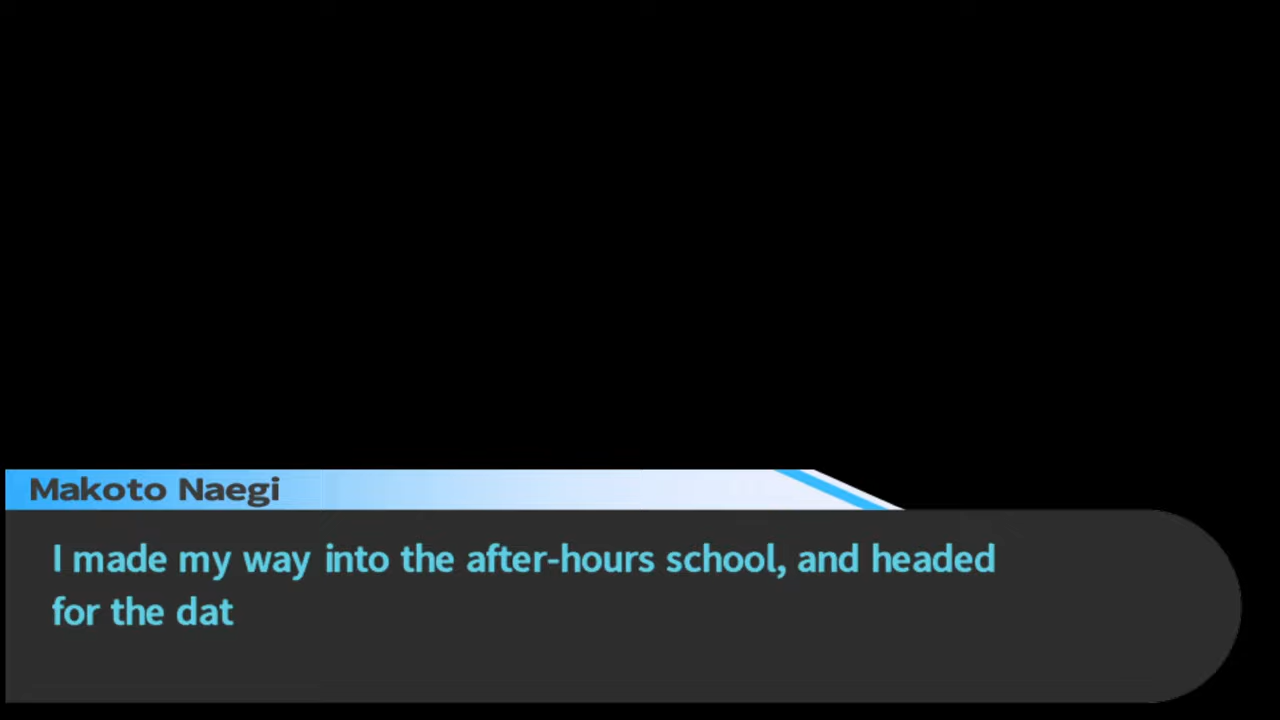 Makoto Naegi
I made my way into the after-hours school, and headed
for the dat